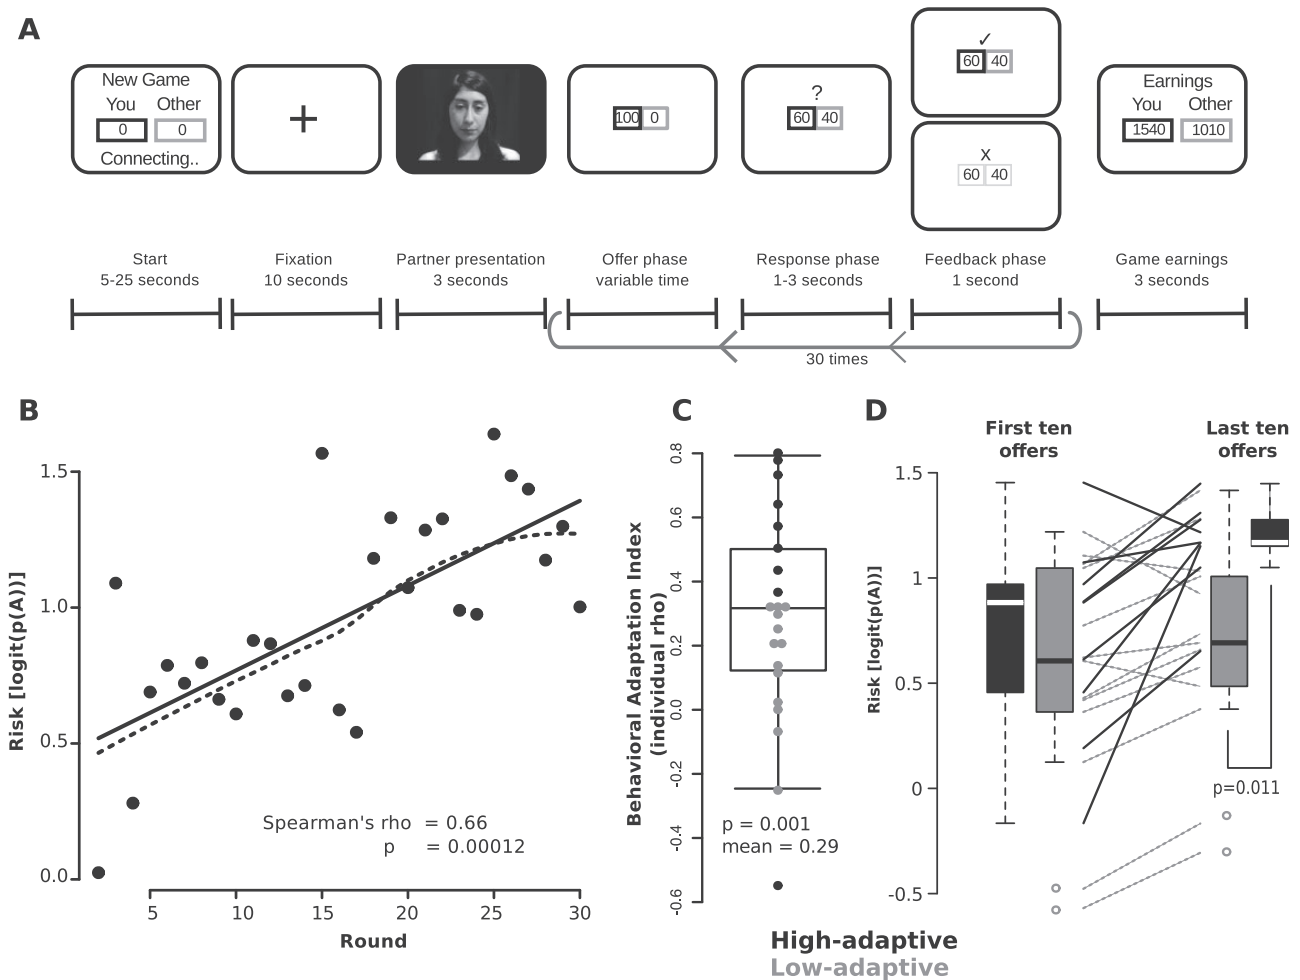 A
New Game
You Other
0 0
Connecting..
+
100 0
?
60 40
✓
60 40
x
60 40
Earnings
You Other
1540 1010
Start
5-25 seconds
Fixation
10 seconds
Partner presentation
3 seconds
Offer phase
variable time
Response phase
1-3 seconds
Feedback phase
1 second
Game earnings
3 seconds
30 times
B
Risk [logit(p(A))]
1.5
1.0
0.5
0.0
Spearman's rho = 0.66
p = 0.00012
5 10 15 20 25 30
Round
C
Behavioral Adaptation Index
(individual rho)
0.8
0.6
0.4
0.2
0.0
-0.2
-0.4
-0.6
p = 0.001
mean = 0.29
D
First ten
offers
Last ten
offers
Risk [logit(p(A))]
1.5
1
0.5
0
-0.5
p=0.011
High-adaptive
Low-adaptive